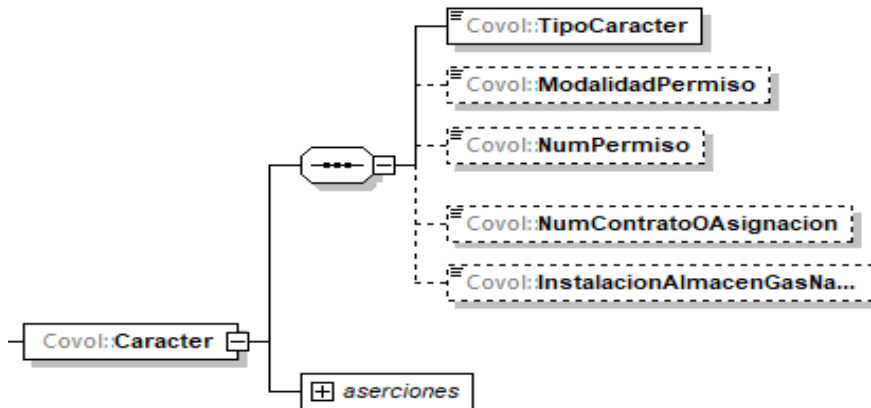 Covol::TipoCaracter
Covol::ModalidadPermiso
Covol::NumPermiso
Covol::NumContratoOAsignacion
Covol::InstalacionAlmacenGasNa...
Covol::Caracter
aserciones